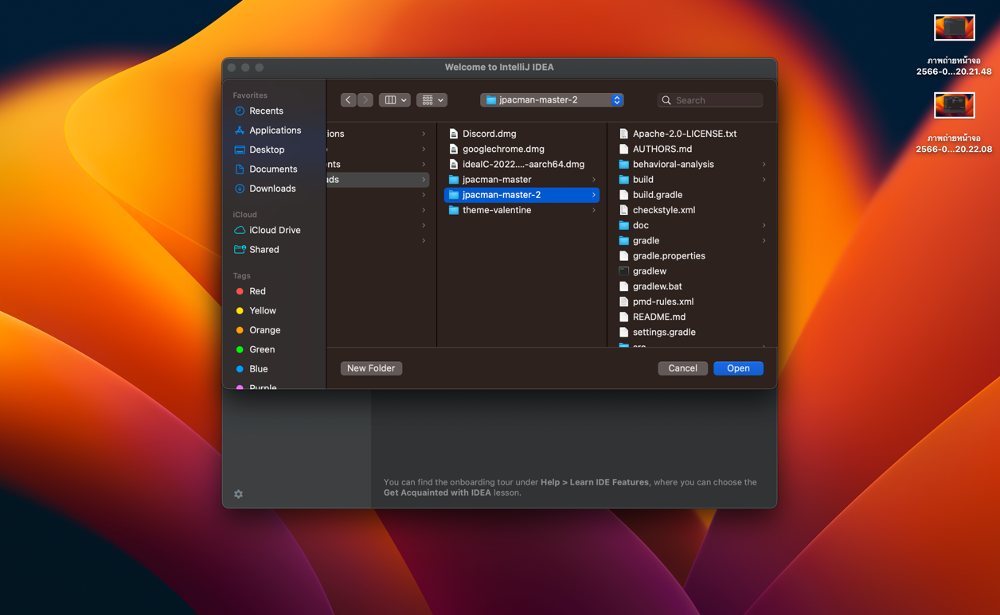 ภาพถ่ายหน้าจอ
2566-0...20.21.48
ภาพถ่ายหน้าจอ
2566-0...20.22.08
Welcome to IntelliJ IDEA
Favorites
Recents
Applications
Desktop
Documents
Downloads
iCloud
iCloud Drive
Shared
Tags
Red
Yellow
Orange
Green
Blue
Purple
jpacman-master-2
Search
ions
nts
ads
Discord.dmg
googlechrome.dmg
ideaIC-2022....-aarch64.dmg
jpacman-master
jpacman-master-2
theme-valentine
Apache-2.0-LICENSE.txt
AUTHORS.md
behavioral-analysis
build
build.gradle
checkstyle.xml
doc
gradle
gradle.properties
gradlew
gradlew.bat
pmd-rules.xml
README.md
settings.gradle
src
New Folder
Cancel
Open
You can find the onboarding tour under Help > Learn IDE Features, where you can choose the
Get Acquainted with IDEA lesson.